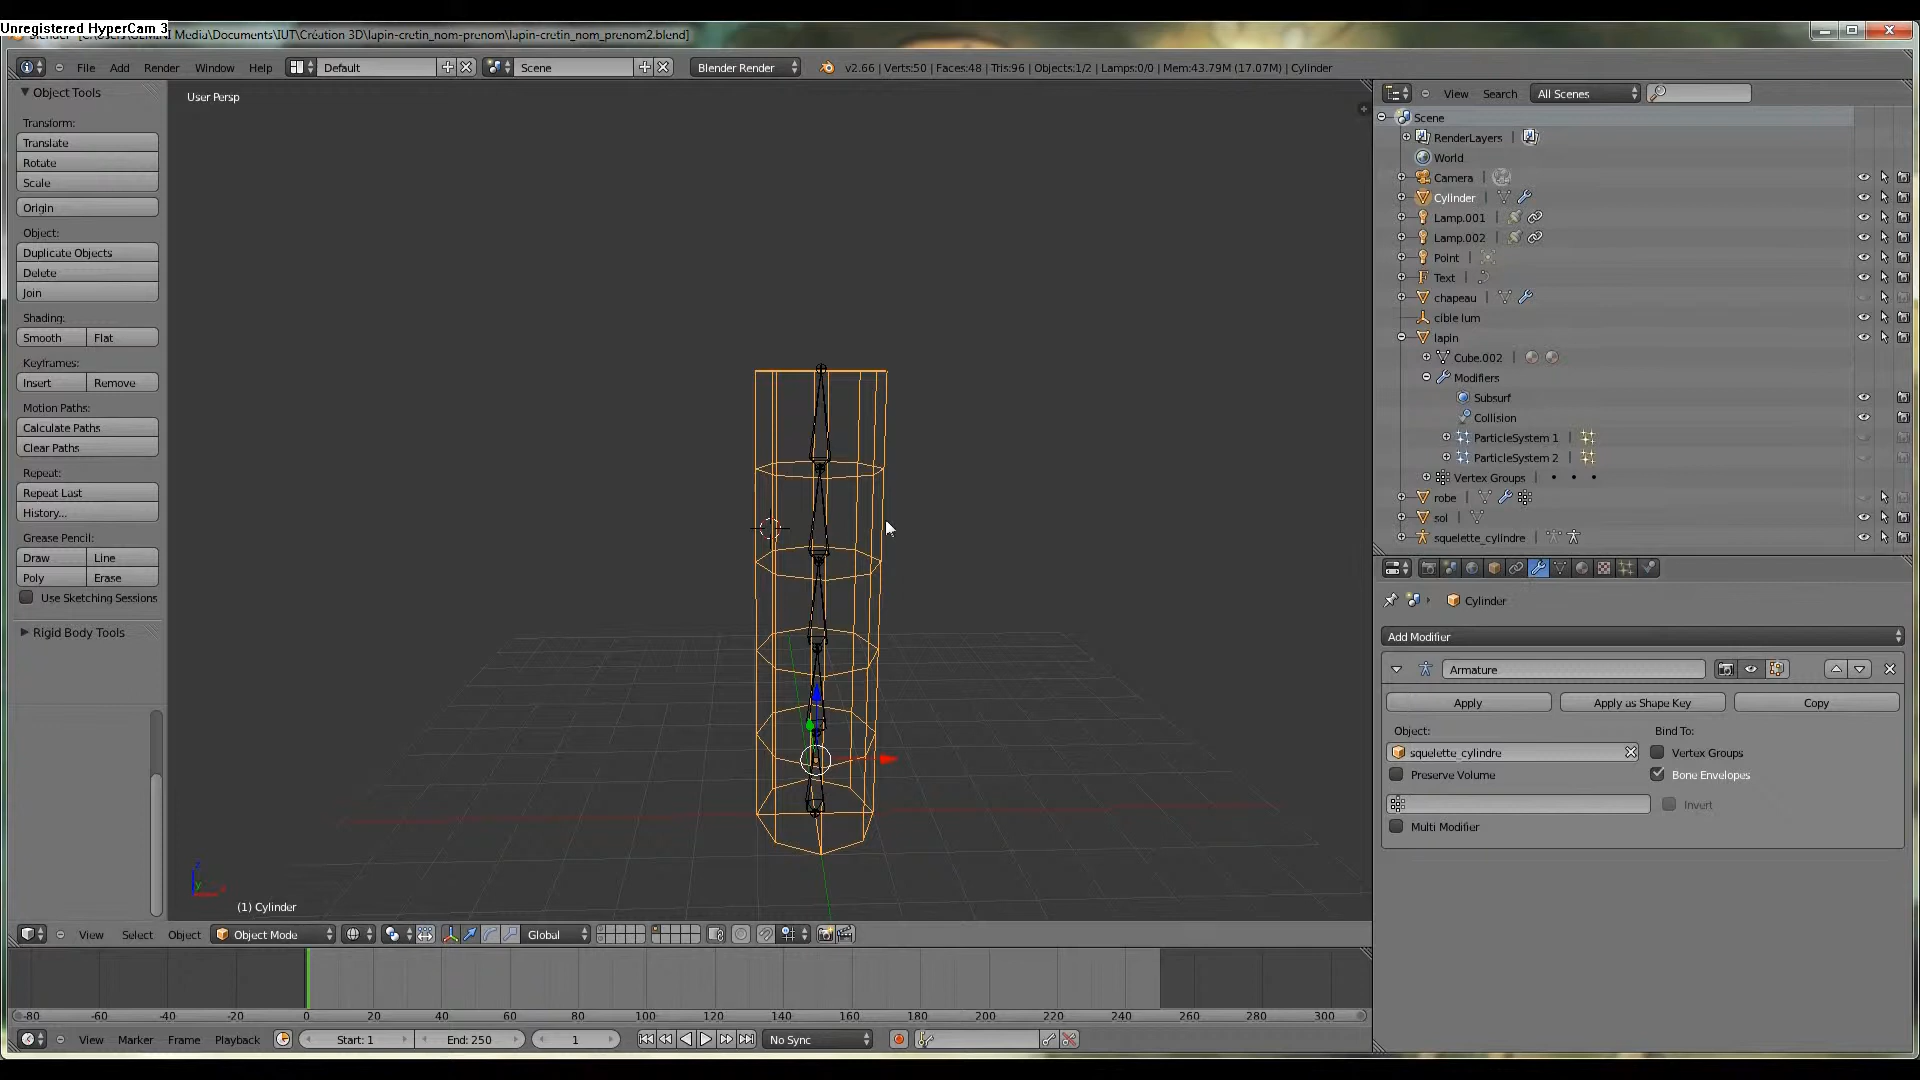 Unregistered HyperCam 3
Blender [C:\Users\GEMINI Media\Documents\IUT\Création 3D\lapin-cretin_nom-prenom\lapin-cretin_nom_prenom2.blend]
File Add Render Window Help Default Scene Blender Render v2.66 | Verts:50 | Faces:48 | Tris:96 | Objects:1/2 | Lamps:0/0 | Mem:43.79M (17.07M) | Cylinder
Object Tools
Transform:
Translate
Rotate
Scale
Origin
Object:
Duplicate Objects
Delete
Join
Shading:
Smooth Flat
Keyframes:
Insert Remove
Motion Paths:
Calculate Paths
Clear Paths
Repeat:
Repeat Last
History...
Grease Pencil:
Draw Line
Poly Erase
Use Sketching Sessions
Rigid Body Tools
User Persp
z
y
x
(1) Cylinder
View Select Object Object Mode Global
-80 -60 -40 -20 0 20 40 60 80 100 120 140 160 180 200 220 240 260 280 300
View Marker Frame Playback Start: 1 End: 250 1 No Sync
View Search All Scenes
Scene
RenderLayers |
World
Camera |
Cylinder |
Lamp.001 |
Lamp.002 |
Point |
Text |
chapeau |
cible lum
lapin
Cube.002 |
Modifiers
Subsurf
Collision
ParticleSystem 1 |
ParticleSystem 2 |
Vertex Groups |
robe |
sol |
squelette_cylindre |
Cylinder
Add Modifier
Armature
Apply Apply as Shape Key Copy
Object: Bind To:
squelette_cylindre Vertex Groups
Preserve Volume Bone Envelopes
Invert
Multi Modifier